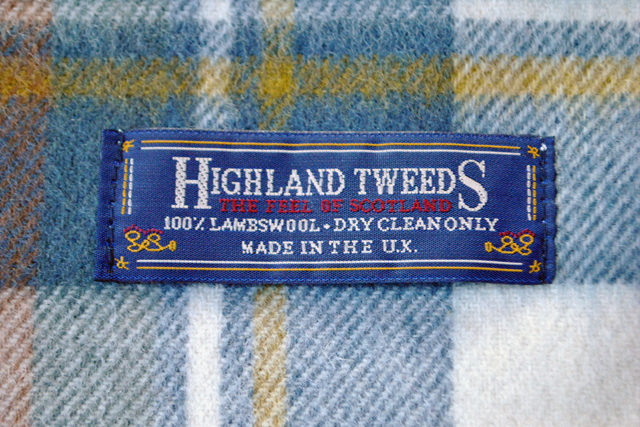 HIGHLAND TWEEDS
THE FEEL OF SCOTLAND
100% LAMBSWOOL • DRY CLEAN ONLY
MADE IN THE U.K.